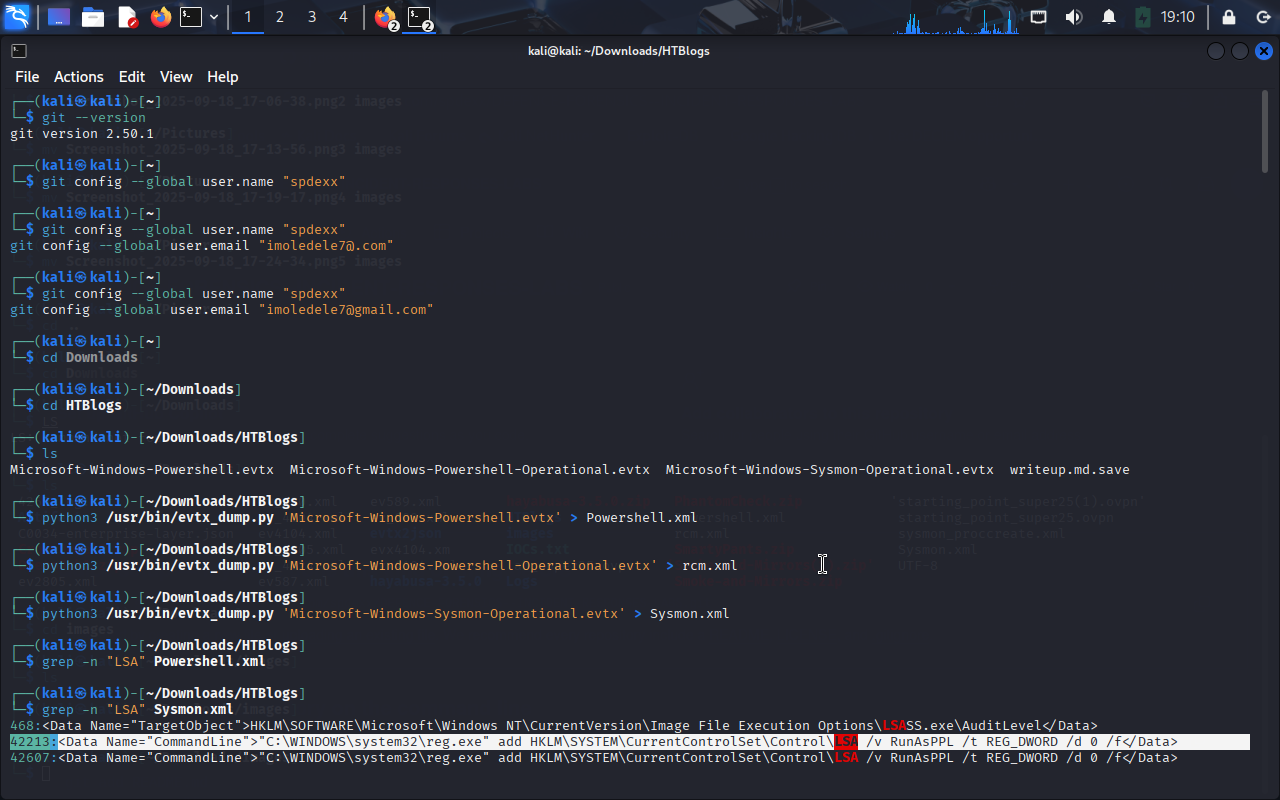 1 2 3 4 2 2 19:10
kali@kali: ~/Downloads/HTBlogs
File Actions Edit View Help
┌──(kali㉿kali)-[~]
└─$ git --version
git version 2.50.1
┌──(kali㉿kali)-[~]
└─$ git config --global user.name "spdexx"
┌──(kali㉿kali)-[~]
└─$ git config --global user.name "spdexx"
git config --global user.email "imoledele7@.com"
┌──(kali㉿kali)-[~]
└─$ git config --global user.name "spdexx"
git config --global user.email "imoledele7@gmail.com"
┌──(kali㉿kali)-[~]
└─$ cd Downloads
┌──(kali㉿kali)-[~/Downloads]
└─$ cd HTBlogs
┌──(kali㉿kali)-[~/Downloads/HTBlogs]
└─$ ls
Microsoft-Windows-Powershell.evtx  Microsoft-Windows-Powershell-Operational.evtx  Microsoft-Windows-Sysmon-Operational.evtx  writeup.md.save
┌──(kali㉿kali)-[~/Downloads/HTBlogs]
└─$ python3 /usr/bin/evtx_dump.py 'Microsoft-Windows-Powershell.evtx' > Powershell.xml
┌──(kali㉿kali)-[~/Downloads/HTBlogs]
└─$ python3 /usr/bin/evtx_dump.py 'Microsoft-Windows-Powershell-Operational.evtx' > rcm.xml
┌──(kali㉿kali)-[~/Downloads/HTBlogs]
└─$ python3 /usr/bin/evtx_dump.py 'Microsoft-Windows-Sysmon-Operational.evtx' > Sysmon.xml
┌──(kali㉿kali)-[~/Downloads/HTBlogs]
└─$ grep -n "LSA" Powershell.xml
┌──(kali㉿kali)-[~/Downloads/HTBlogs]
└─$ grep -n "LSA" Sysmon.xml
468:<Data Name="TargetObject">HKLM\SOFTWARE\Microsoft\Windows NT\CurrentVersion\Image File Execution Options\LSASS.exe\AuditLevel</Data>
42213:<Data Name="CommandLine">"C:\WINDOWS\system32\reg.exe" add HKLM\SYSTEM\CurrentControlSet\Control\LSA /v RunAsPPL /t REG_DWORD /d 0 /f</Data>
42607:<Data Name="CommandLine">"C:\WINDOWS\system32\reg.exe" add HKLM\SYSTEM\CurrentControlSet\Control\LSA /v RunAsPPL /t REG_DWORD /d 0 /f</Data>